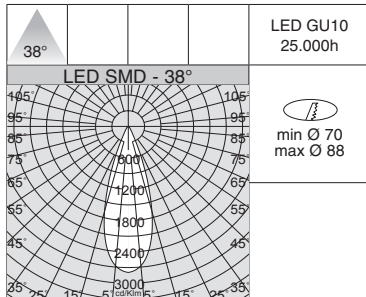 38°
LED GU10
25.000h
LED SMD - 38°
min Ø 70
max Ø 88
105° 105°
95° 95°
85° 85°
75° 75°
65° 65°
55° 55°
45° 45°
35° 25° 15° 5° 5° 15° 25° 35°
600
1200
1800
2400
3000
cd/Klm